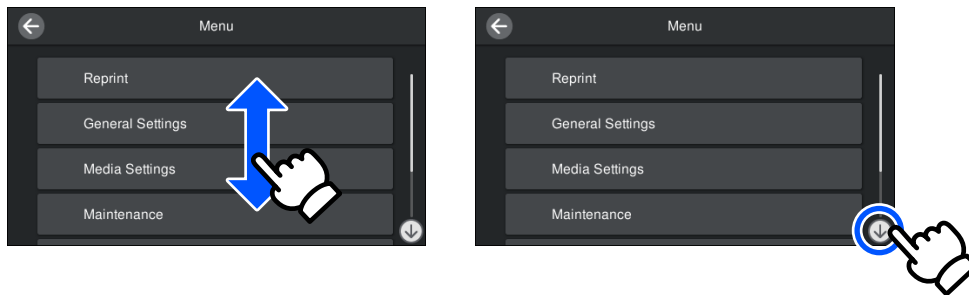 Menu
Reprint
General Settings
Media Settings
Maintenance
Menu
Reprint
General Settings
Media Settings
Maintenance